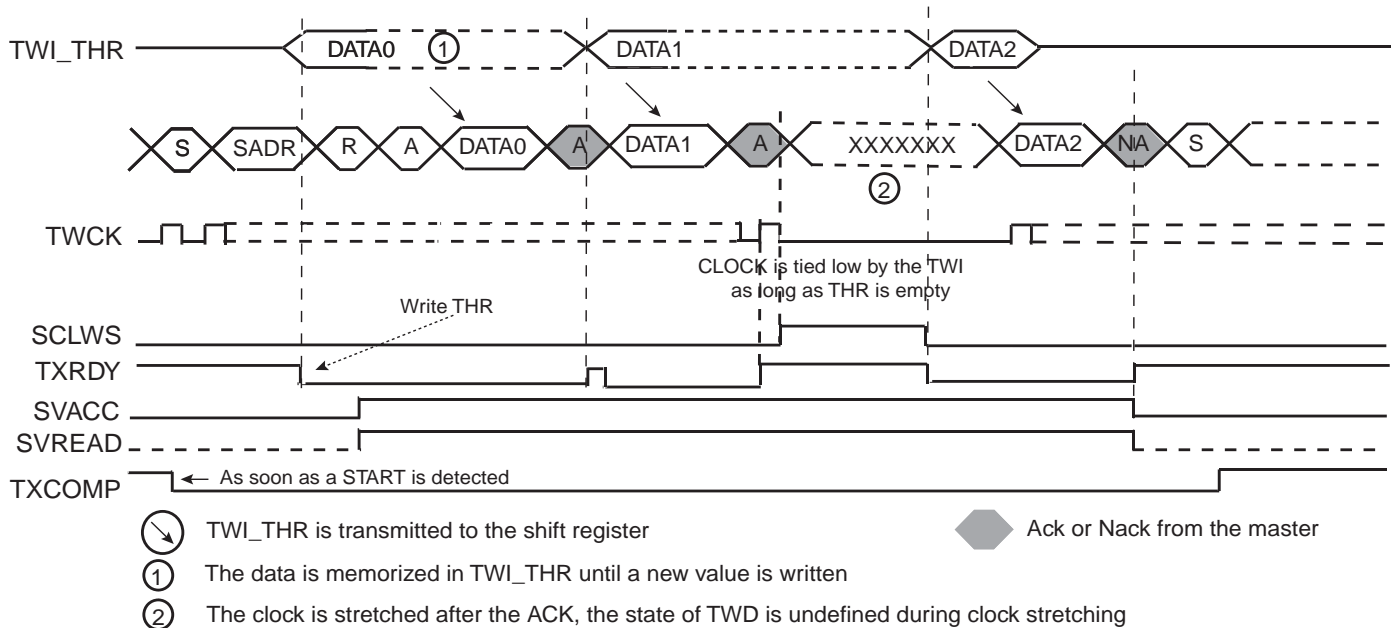 TWI_THR DATA0 1 DATA1 DATA2
S SADR R A DATA0 A DATA1 A XXXXXXX DATA2 NA S
2
TWCK
CLOCK is tied low by the TWI
as long as THR is empty
Write THR
SCLWS
TXRDY
SVACC
SVREAD
TXCOMP As soon as a START is detected
TWI_THR is transmitted to the shift register Ack or Nack from the master
1 The data is memorized in TWI_THR until a new value is written
2 The clock is stretched after the ACK, the state of TWD is undefined during clock stretching